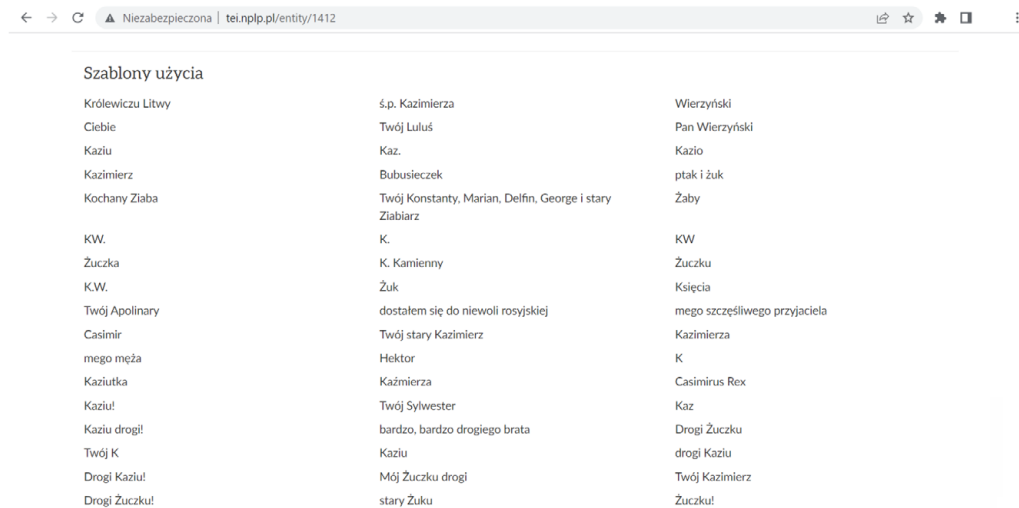 Niezabezpieczona | tei.nplp.pl/entity/1412
Szablony użycia
Królewiczu Litwy ś.p. Kazimierza Wierzyński
Ciebie Twój Luluś Pan Wierzyński
Kaziu Kaz. Kazio
Kazimierz Bubusieczek ptak i żuk
Kochany Ziaba Twój Konstanty, Marian, Delfin, George i stary Żaby
Ziabiarz
KW. K. KW
Żuczka K. Kamienny Żuczku
K.W. Żuk Księcia
Twój Apolinary dostałem się do niewoli rosyjskiej mego szczęśliwego przyjaciela
Casimir Twój stary Kazimierz Kazimierza
mego męża Hektor K
Kaziutka Kaźmierza Casimirus Rex
Kaziu! Twój Sylwester Kaz
Kaziu drogi! bardzo, bardzo drogiego brata Drogi Żuczku
Twój K Kaziu drogi Kaziu
Drogi Kaziu! Mój Żuczku drogi Twój Kazimierz
Drogi Żuczku! stary Żuku Żuczku!